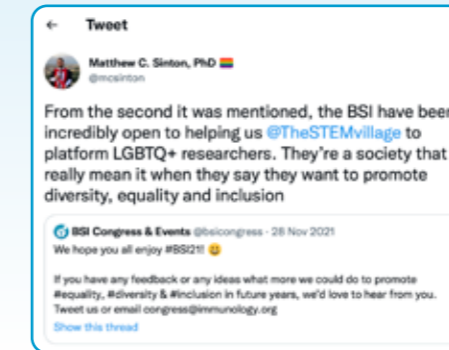 ← Tweet
Matthew C. Sinton, PhD 🏳️‍🌈
@mcsinton
From the second it was mentioned, the BSI have been
incredibly open to helping us @TheSTEMvillage to
platform LGBTQ+ researchers. They're a society that
really mean it when they say they want to promote
diversity, equality and inclusion
BSI Congress & Events @bsicongress · 28 Nov 2021
We hope you all enjoy #BSI21! 😀
If you have any feedback or any ideas what more we could do to promote
#equality, #diversity & #inclusion in future years, we'd love to hear from you.
Tweet us or email congress@immunology.org
Show this thread